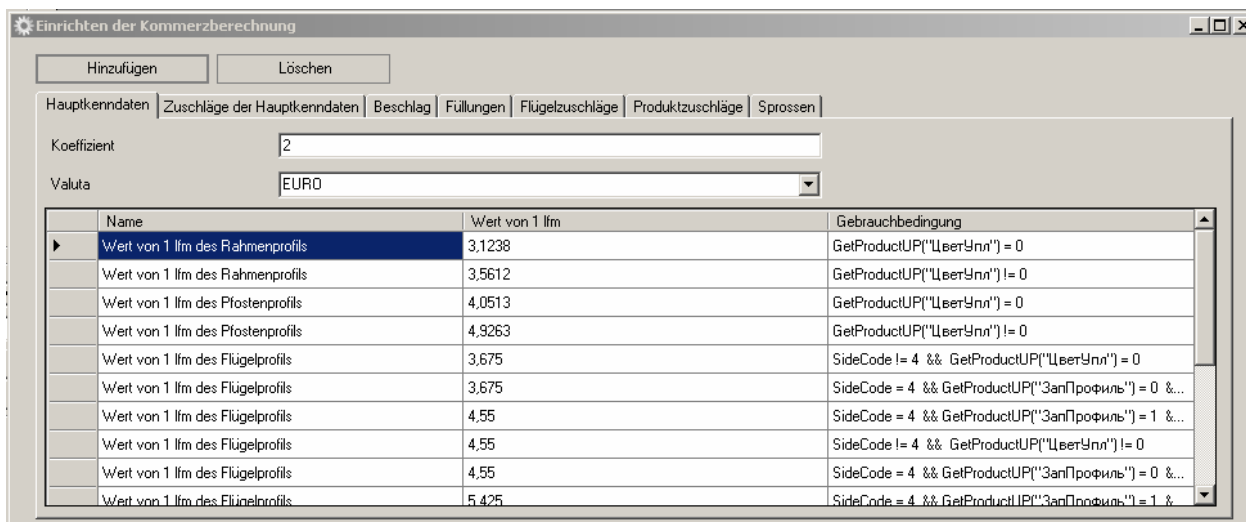 Einrichten der Kommerzberechnung
Hinzufügen Löschen
Hauptkenndaten Zuschläge der Hauptkenndaten Beschlag Füllungen Flügelzuschläge Produktzuschläge Sprossen
Koeffizient 2
Valuta EURO
Name Wert von 1 lfm Gebrauchbedingung
Wert von 1 lfm des Rahmenprofils 3,1238 GetProductUP("ЦветУпл") = 0
Wert von 1 lfm des Rahmenprofils 3,5612 GetProductUP("ЦветУпл") != 0
Wert von 1 lfm des Pfostenprofils 4,0513 GetProductUP("ЦветУпл") = 0
Wert von 1 lfm des Pfostenprofils 4,9263 GetProductUP("ЦветУпл") != 0
Wert von 1 lfm des Flügelprofils 3,675 SideCode != 4 && GetProductUP("ЦветУпл") = 0
Wert von 1 lfm des Flügelprofils 3,675 SideCode = 4 && GetProductUP("ЗапПрофиль") = 0 &...
Wert von 1 lfm des Flügelprofils 4,55 SideCode = 4 && GetProductUP("ЗапПрофиль") = 1 &...
Wert von 1 lfm des Flügelprofils 4,55 SideCode != 4 && GetProductUP("ЦветУпл") != 0
Wert von 1 lfm des Flügelprofils 4,55 SideCode = 4 && GetProductUP("ЗапПрофиль") = 0 &...
Wert von 1 lfm des Flügelprofils 5,425 SideCode = 4 && GetProductUP("ЗапПрофиль") = 1 &